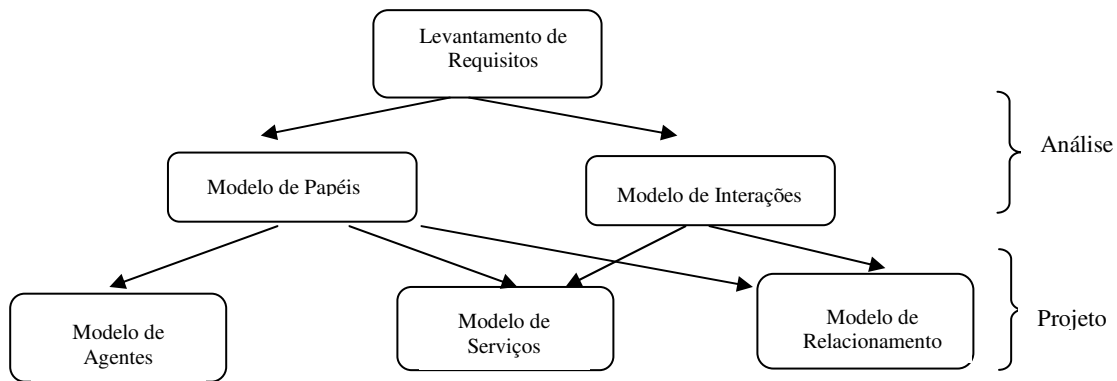 Levantamento de
Requisitos
Análise
Modelo de Papéis
Modelo de Interações
Modelo de
Agentes
Modelo de
Serviços
Modelo de
Relacionamento
Projeto